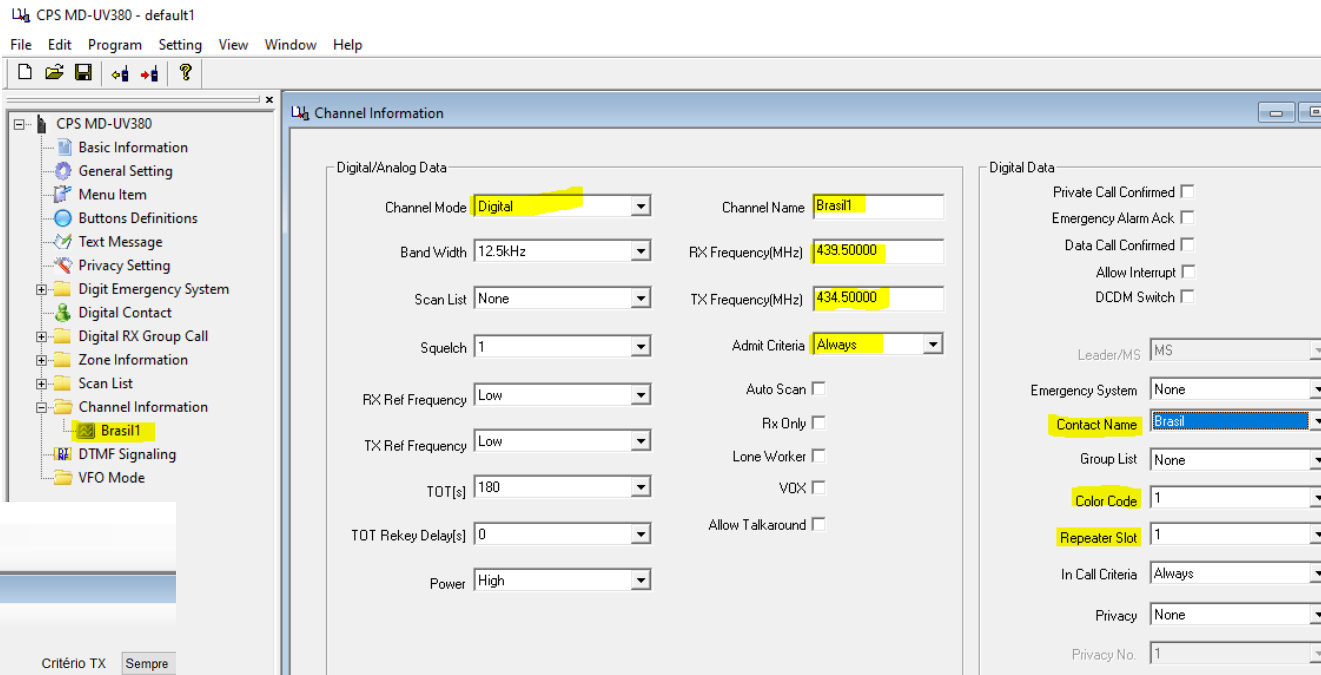 CPS MD-UV380 - default1
File Edit Program Setting View Window Help
CPS MD-UV380
Basic Information
General Setting
Menu Item
Buttons Definitions
Text Message
Privacy Setting
Digit Emergency System
Digital Contact
Digital RX Group Call
Zone Information
Scan List
Channel Information
Brasil1
DTMF Signaling
VFO Mode
Critério TX Sempre
Channel Information
Digital/Analog Data
Channel Mode Digital
Band Width 12.5kHz
Scan List None
Squelch 1
RX Ref Frequency Low
TX Ref Frequency Low
TOT[s] 180
TOT Rekey Delay[s] 0
Power High
Channel Name Brasil1
RX Frequency(MHz) 439.50000
TX Frequency(MHz) 434.50000
Admit Criteria Always
Auto Scan
Rx Only
Lone Worker
VOX
Allow Talkaround
Digital Data
Private Call Confirmed
Emergency Alarm Ack
Data Call Confirmed
Allow Interrupt
DCDM Switch
Leader/MS MS
Emergency System None
Contact Name Brasil
Group List None
Color Code 1
Repeater Slot 1
In Call Criteria Always
Privacy None
Privacy No. 1